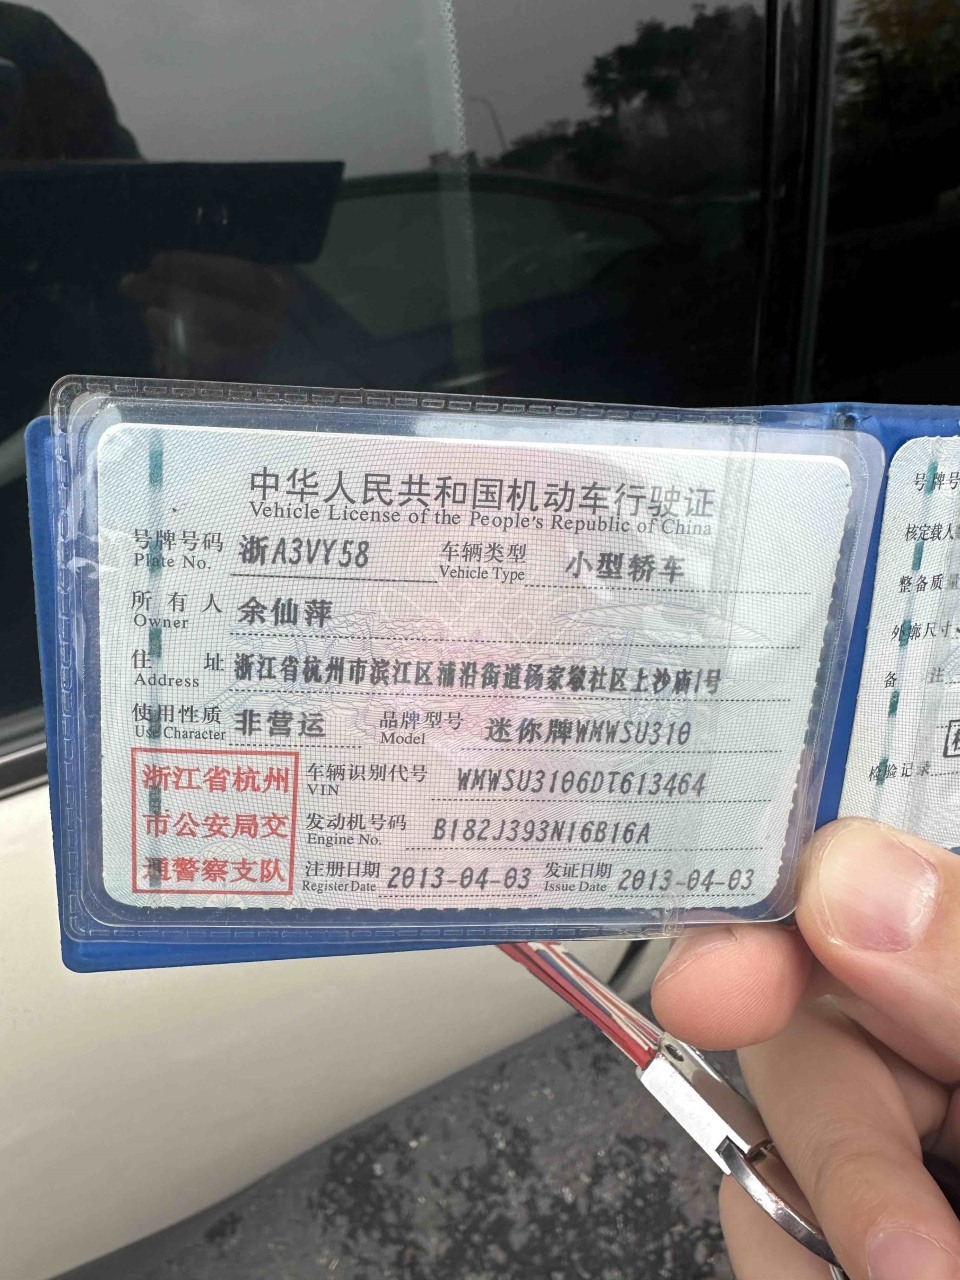 中华人民共和国机动车行驶证
Vehicle License of the People's Republic of China
号牌号码 浙A3VY58 车辆类型 小型轿车
Plate No. Vehicle Type
所有人 余仙萍
Owner
住址 浙江省杭州市滨江区浦沿街道杨家墩社区上沙庙1号
Address
使用性质 非营运 品牌型号 迷你牌WMWSU310
Use Character Model
浙江省杭州
市公安局交
通警察支队
车辆识别代号 WMWSU3106DT613464
VIN
发动机号码 B182J393N16B16A
Engine No.
注册日期 2013-04-03 发证日期 2013-04-03
Register Date Issue Date
号牌号
核定载人
整备质量
外廓尺寸
备注
检验记录